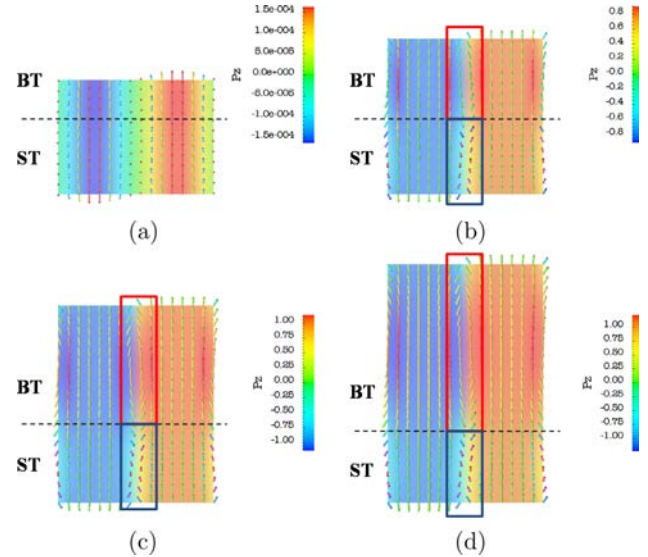 1.5e-004
1.0e-004
5.0e-005
0.0e+000
-5.0e-005
-1.0e-004
-1.5e-004
Pz
BT
ST
(a)
0.8
0.6
0.4
0.2
0.0
-0.2
-0.4
-0.6
-0.8
Pz
BT
ST
(b)
1.00
0.75
0.50
0.25
0.00
-0.25
-0.50
-0.75
-1.00
Pz
BT
ST
(c)
1.00
0.75
0.50
0.25
0.00
-0.25
-0.50
-0.75
-1.00
Pz
BT
ST
(d)